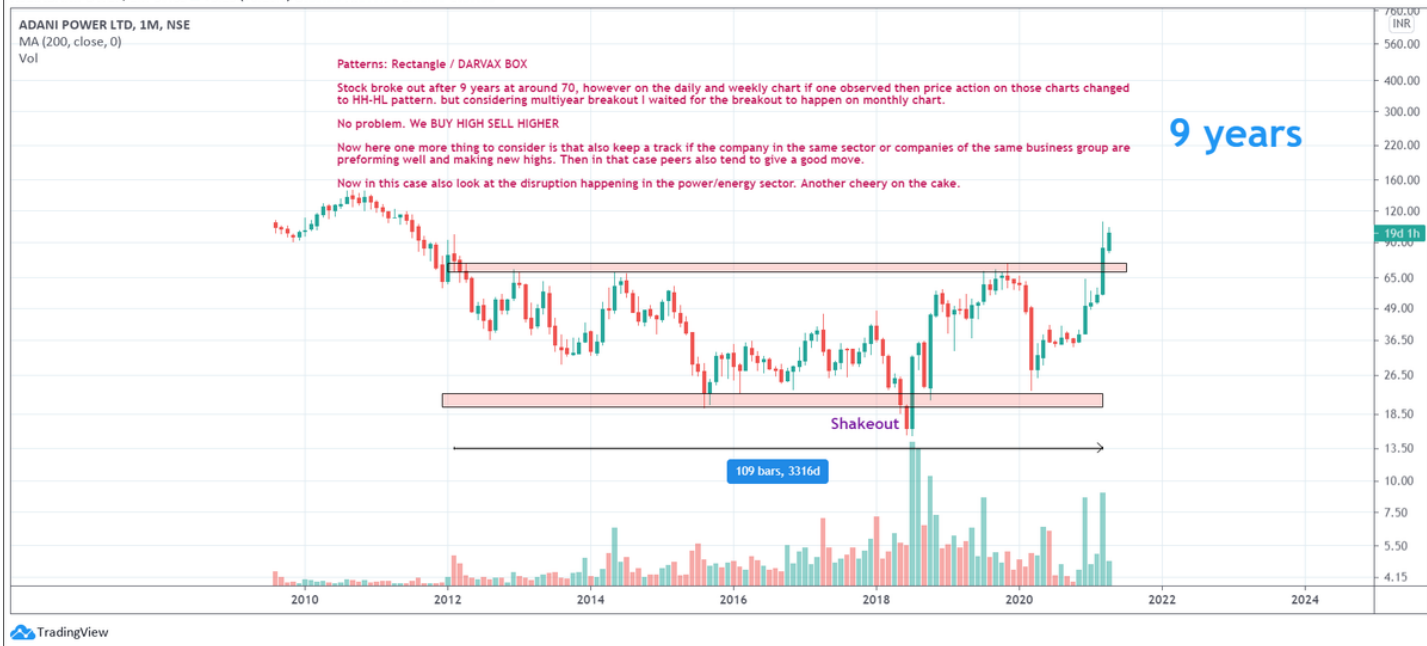 ADANI POWER LTD, 1M, NSE
MA (200, close, 0)
Vol
Patterns: Rectangle / DARVAX BOX
Stock broke out after 9 years at around 70, however on the daily and weekly chart if one observed then price action on those charts changed
to HH-HL pattern. but considering multiyear breakout I waited for the breakout to happen on monthly chart.
No problem. We BUY HIGH SELL HIGHER
Now here one more thing to consider is that also keep a track if the company in the same sector or companies of the same business group are
preforming well and making new highs. Then in that case peers also tend to give a good move.
Now in this case also look at the disruption happening in the power/energy sector. Another cheery on the cake.
9 years
Shakeout
109 bars, 3316d
760.00
INR
560.00
400.00
300.00
220.00
160.00
120.00
19d 1h
90.00
65.00
49.00
36.50
26.50
18.50
13.50
10.00
7.50
5.50
4.15
2010 2012 2014 2016 2018 2020 2022 2024
TradingView